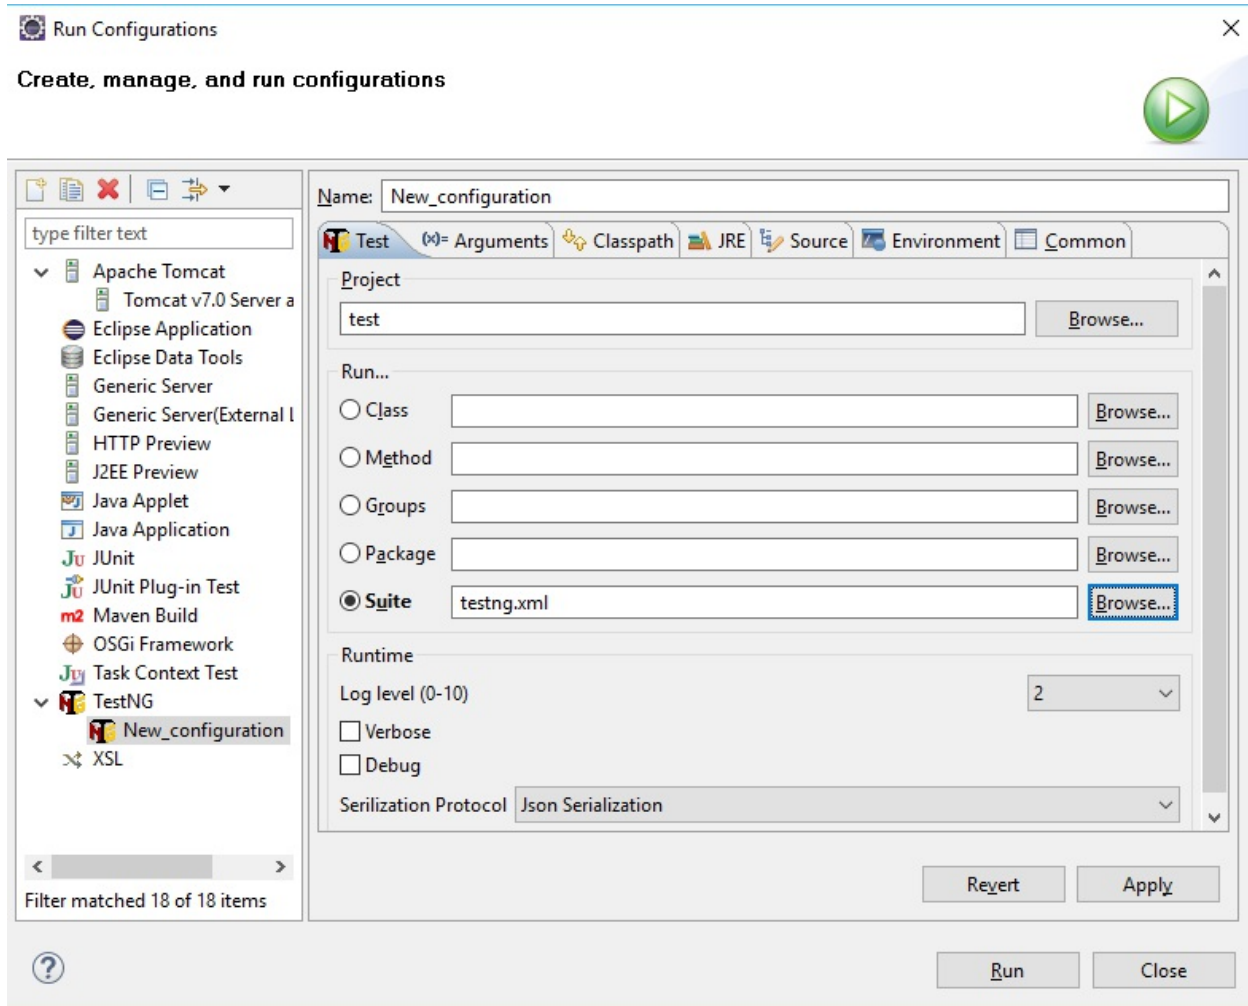 Run Configurations
Create, manage, and run configurations
type filter text
Apache Tomcat
Tomcat v7.0 Server a
Eclipse Application
Eclipse Data Tools
Generic Server
Generic Server(External L
HTTP Preview
J2EE Preview
Java Applet
Java Application
Ju JUnit
JUnit Plug-in Test
m2 Maven Build
OSGi Framework
Task Context Test
TestNG
New_configuration
XSL
Filter matched 18 of 18 items
Name: New_configuration
Test (x)= Arguments Classpath JRE Source Environment Common
Project
test Browse...
Run...
Class Browse...
Method Browse...
Groups Browse...
Package Browse...
Suite testng.xml Browse...
Runtime
Log level (0-10) 2
Verbose
Debug
Serilization Protocol Json Serialization
Revert Apply
? Run Close